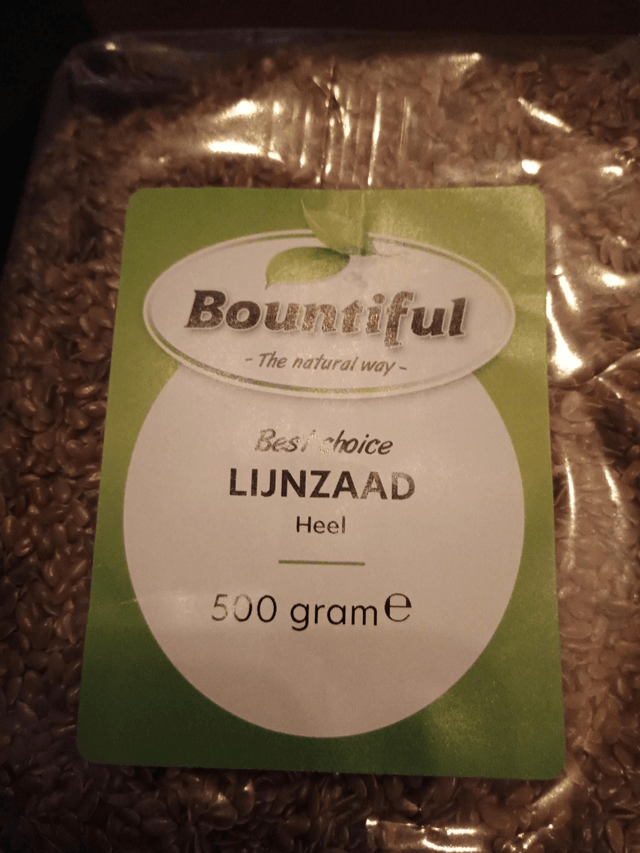 Bountiful
- The natural way -
Best choice
LIJNZAAD
Heel
500 gram ℮